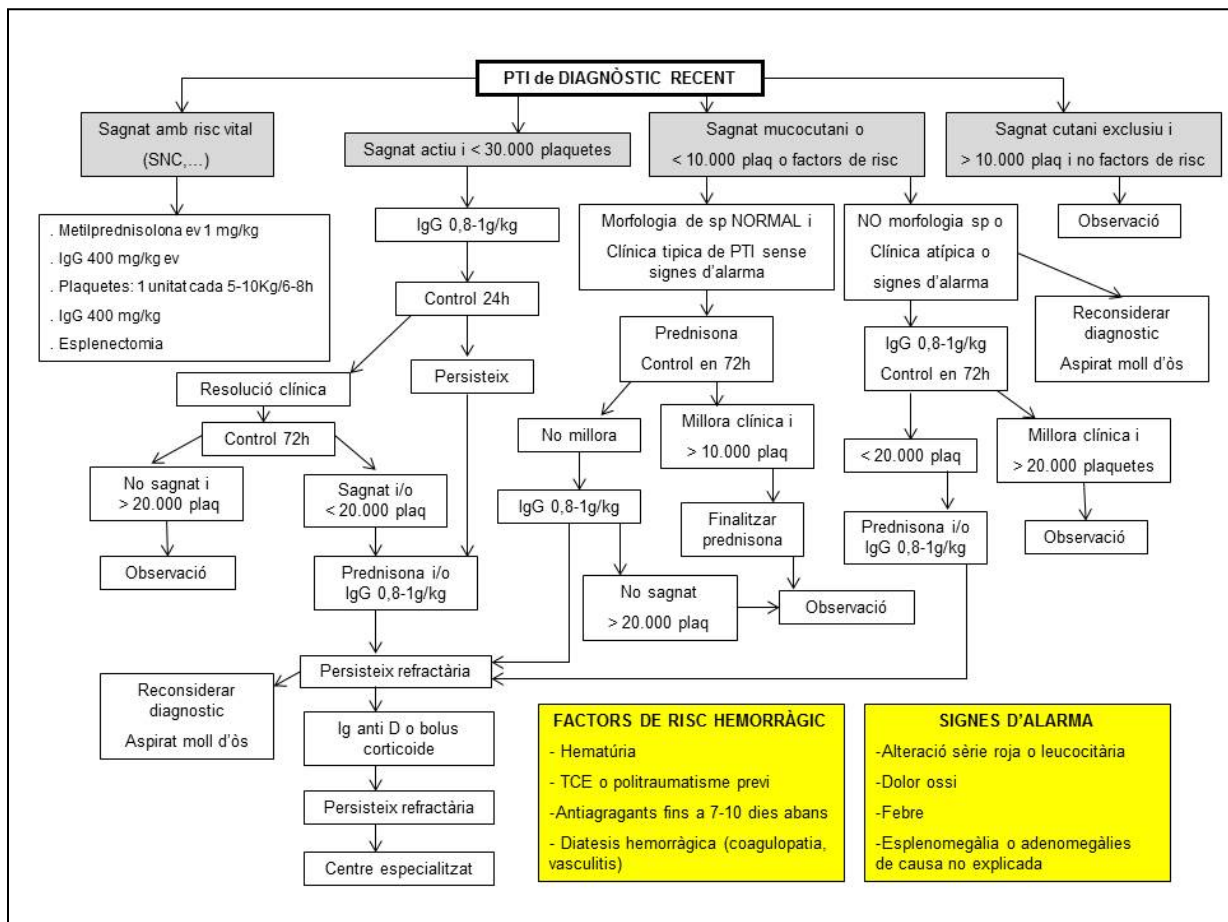 PTI de DIAGNÒSTIC RECENT
Sagnat amb risc vital
(SNC,...)
Sagnat actiu i < 30.000 plaquetes
Sagnat mucocutani o
< 10.000 plaq o factors de risc
Sagnat cutani exclusiu i
> 10.000 plaq i no factors de risc
. Metilprednisolona ev 1 mg/kg
. IgG 400 mg/kg ev
. Plaquetes: 1 unitat cada 5-10Kg/6-8h
. IgG 400 mg/kg
. Esplenectomia
IgG 0,8-1g/kg
Control 24h
Resolució clínica
Persisteix
Control 72h
No sagnat i
> 20.000 plaq
Sagnat i/o
< 20.000 plaq
Observació
Prednisona i/o
IgG 0,8-1g/kg
Morfologia de sp NORMAL i
Clínica tipica de PTI sense
signes d'alarma
Prednisona
Control en 72h
No millora
Millora clínica i
> 10.000 plaq
IgG 0,8-1g/kg
Finalitzar
prednisona
No sagnat
> 20.000 plaq
Observació
NO morfologia sp o
Clínica atípica o
signes d'alarma
IgG 0,8-1g/kg
Control en 72h
Reconsiderar
diagnostic
Aspirat moll d'òs
< 20.000 plaq
Millora clínica i
> 20.000 plaquetes
Prednisona i/o
IgG 0,8-1g/kg
Observació
Observació
Persisteix refractària
Reconsiderar
diagnostic
Aspirat moll d'òs
Ig anti D o bolus
corticoide
Persisteix refractària
Centre especialitzat
FACTORS DE RISC HEMORRÀGIC
- Hematúria
- TCE o politraumatisme previ
-Antiagragants fins a 7-10 dies abans
- Diatesis hemorràgica (coagulopatia,
vasculitis)
SIGNES D'ALARMA
-Alteració sèrie roja o leucocitària
-Dolor ossi
-Febre
-Esplenomegàlia o adenomegàlies
de causa no explicada